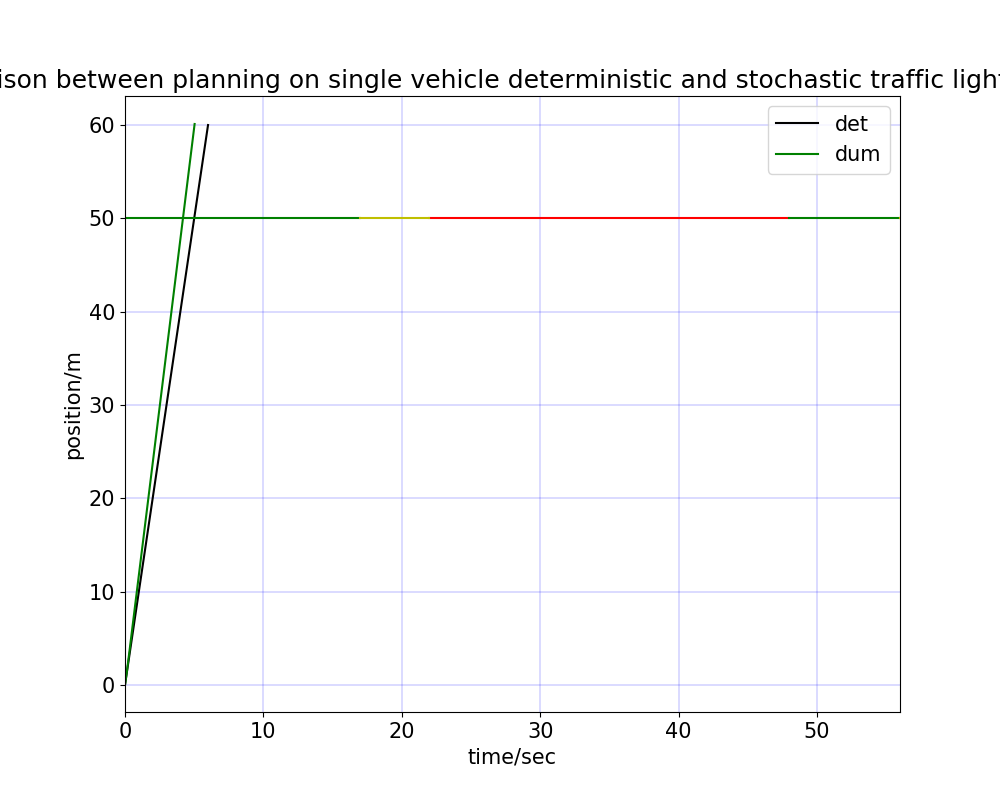 ison between planning on single vehicle deterministic and stochastic traffic ligh
det
dum
60
50
40
30
20
10
0
position/m
0 10 20 30 40 50
time/sec